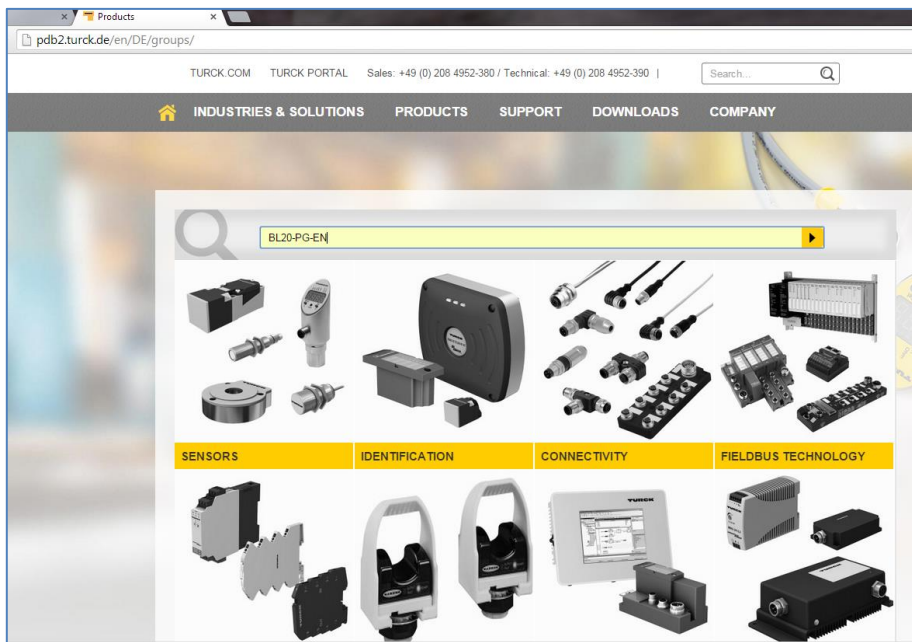 Products
pdb2.turck.de/en/DE/groups/
TURCK.COM TURCK PORTAL Sales: +49 (0) 208 4952-380 / Technical: +49 (0) 208 4952-390 | Search...
INDUSTRIES & SOLUTIONS PRODUCTS SUPPORT DOWNLOADS COMPANY
BL20-PG-EN
SENSORS IDENTIFICATION CONNECTIVITY FIELDBUS TECHNOLOGY
TURCK